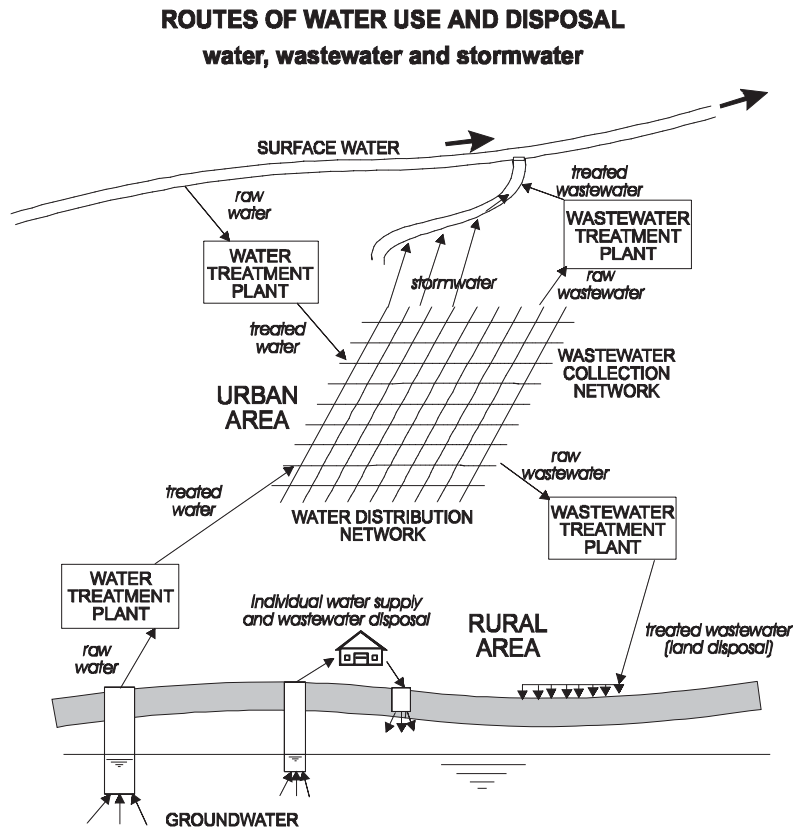 ROUTES OF WATER USE AND DISPOSAL
water, wastewater and stormwater
SURFACE WATER
raw
water
treated
wastewater
WATER
TREATMENT
PLANT
WASTEWATER
TREATMENT
PLANT
stormwater
raw
wastewater
treated
water
WASTEWATER
COLLECTION
NETWORK
URBAN
AREA
raw
wastewater
treated
water
WATER DISTRIBUTION
NETWORK
WASTEWATER
TREATMENT
PLANT
WATER
TREATMENT
PLANT
Individual water supply
and wastewater disposal
RURAL
AREA
treated wastewater
(land disposal)
raw
water
GROUNDWATER